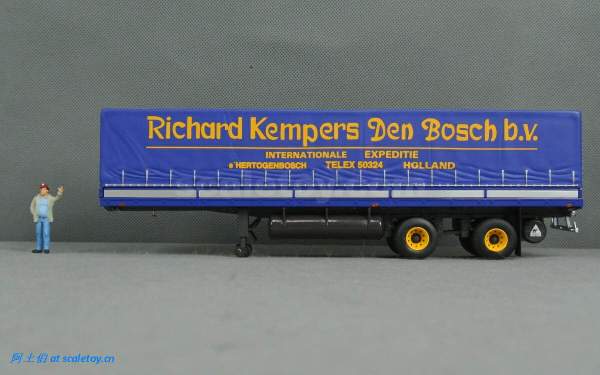 Richard Kempers Den Bosch b.v.
INTERNATIONALE EXPEDITIE
s'HERTOGENBOSCH TELEX 50324 HOLLAND
阿土伯 at scaletoy.cn